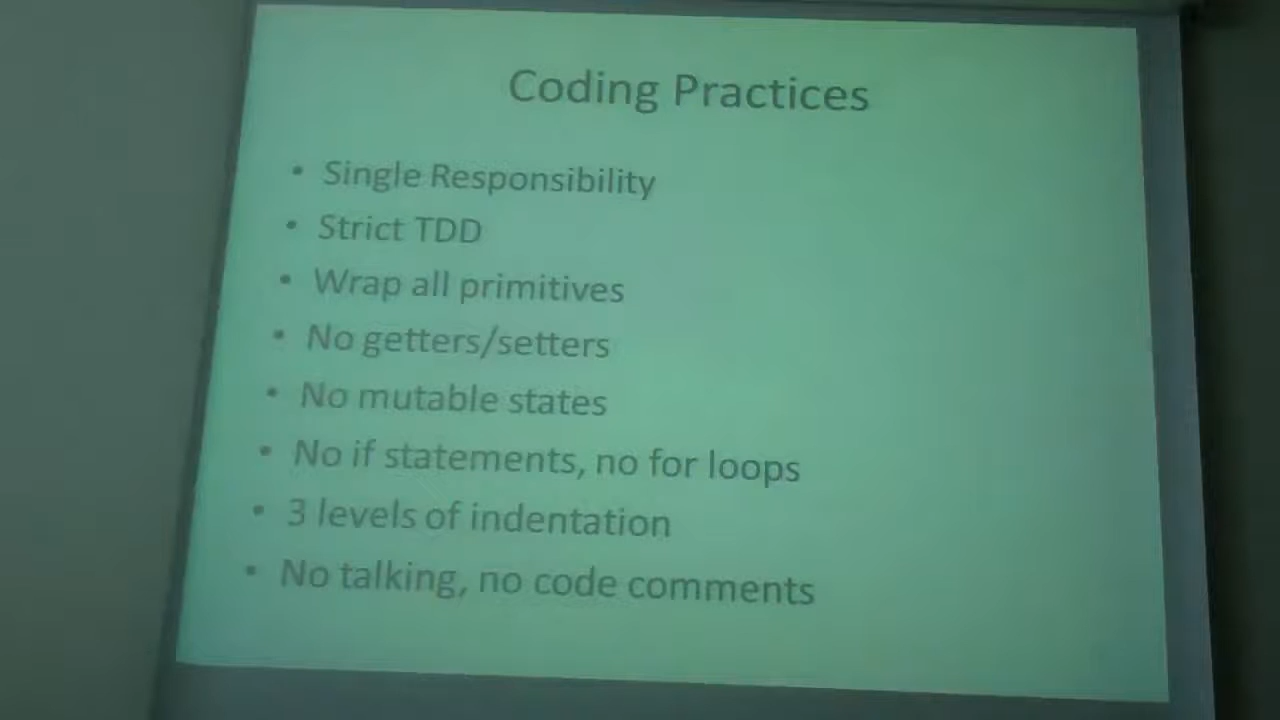 Coding Practices
• Single Responsibility
• Strict TDD
• Wrap all primitives
• No getters/setters
• No mutable states
• No if statements, no for loops
• 3 levels of indentation
• No talking, no code comments